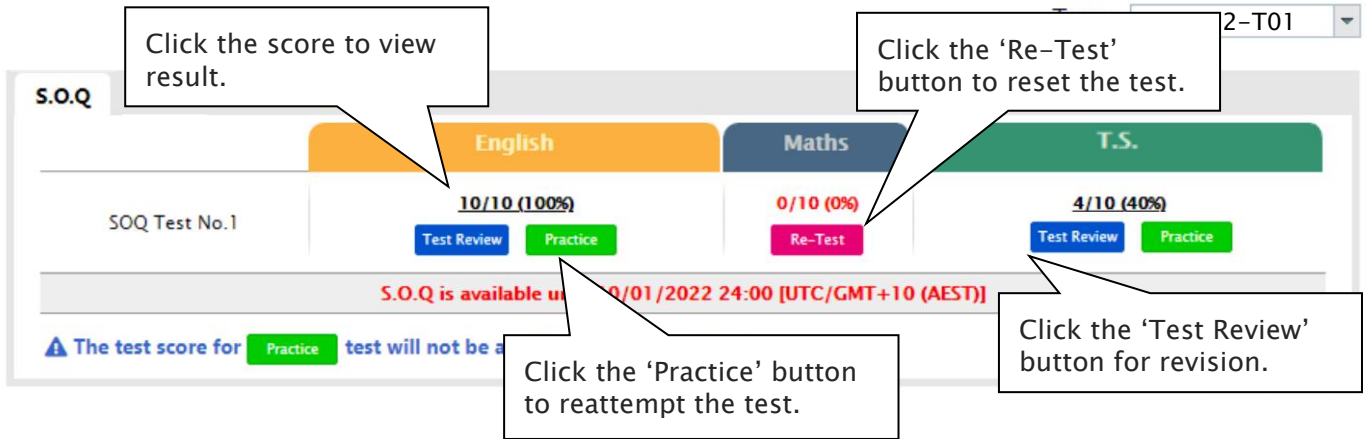 Click the score to view
result.
2-T01
Click the ‘Re-Test’
button to reset the test.
S.O.Q
English
Maths
T.S.
SOQ Test No.1
10/10 (100%)
Test Review
Practice
0/10 (0%)
Re-Test
4/10 (40%)
Test Review
Practice
S.O.Q is available 0/01/2022 24:00 [UTC/GMT+10 (AEST)]
The test score for Practice test will not be
Click the ‘Practice’ button
to reattempt the test.
Click the ‘Test Review’
button for revision.